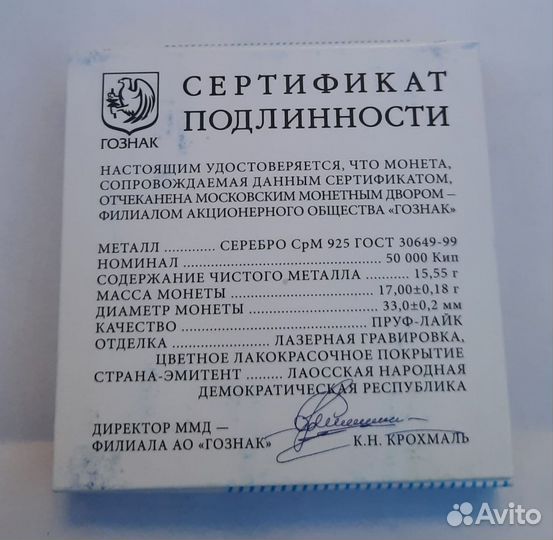 СЕРТИФИКАТ
ПОДЛИННОСТИ
ГОЗНАК
НАСТОЯЩИМ УДОСТОВЕРЯЕТСЯ, ЧТО МОНЕТА,
СОПРОВОЖДАЕМАЯ ДАННЫМ СЕРТИФИКАТОМ,
ОТЧЕКАНЕНА МОСКОВСКИМ МОНЕТНЫМ ДВОРОМ –
ФИЛИАЛОМ АКЦИОНЕРНОГО ОБЩЕСТВА «ГОЗНАК»
МЕТАЛЛ ............ СЕРЕБРО СрМ 925 ГОСТ 30649-99
НОМИНАЛ ........................................ 50 000 Кип
СОДЕРЖАНИЕ ЧИСТОГО МЕТАЛЛА ............. 15,55 г
МАССА МОНЕТЫ ............................ 17,00±0,18 г
ДИАМЕТР МОНЕТЫ .......................... 33,0±0,2 мм
КАЧЕСТВО .................................. ПРУФ-ЛАЙК
ОТДЕЛКА ................. ЛАЗЕРНАЯ ГРАВИРОВКА,
ЦВЕТНОЕ ЛАКОКРАСОЧНОЕ ПОКРЫТИЕ
СТРАНА-ЭМИТЕНТ ....... ЛАОССКАЯ НАРОДНАЯ
ДЕМОКРАТИЧЕСКАЯ РЕСПУБЛИКА
ДИРЕКТОР ММД –
ФИЛИАЛА АО «ГОЗНАК» К.Н. КРОХМАЛЬ
Avito